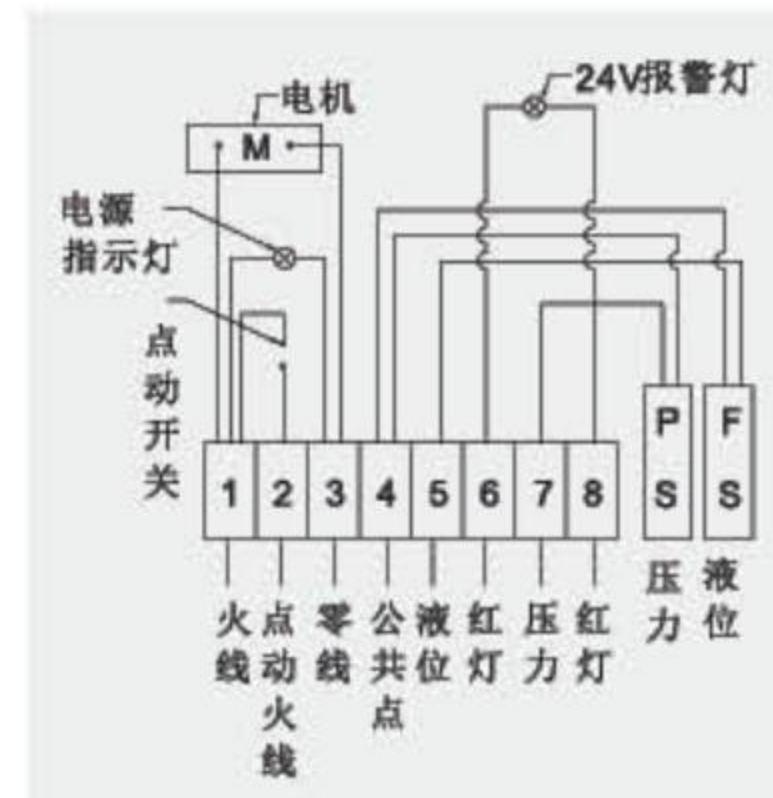 24V报警灯
电机
M
电源
指示灯
点动开关
P S
F S
1 2 3 4 5 6 7 8
压力
液位
火线
点动火线
零线
公共点
液位
红灯
压力
红灯